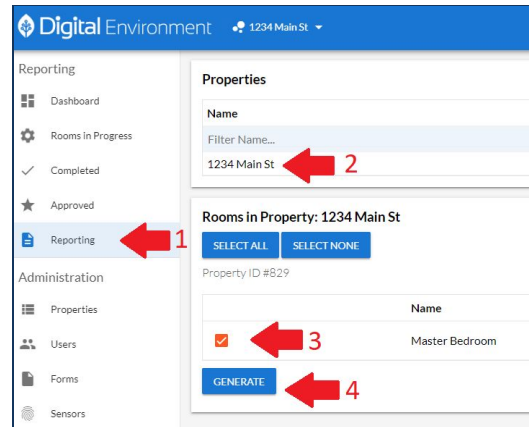 Digital Environment 1234 Main St
Reporting
Dashboard
Rooms in Progress
Completed
Approved
Reporting
1
Administration
Properties
Users
Forms
Sensors
Properties
Name
Filter Name...
1234 Main St
2
Rooms in Property: 1234 Main St
SELECT ALL SELECT NONE
Property ID #829
Name
3
Master Bedroom
GENERATE
4